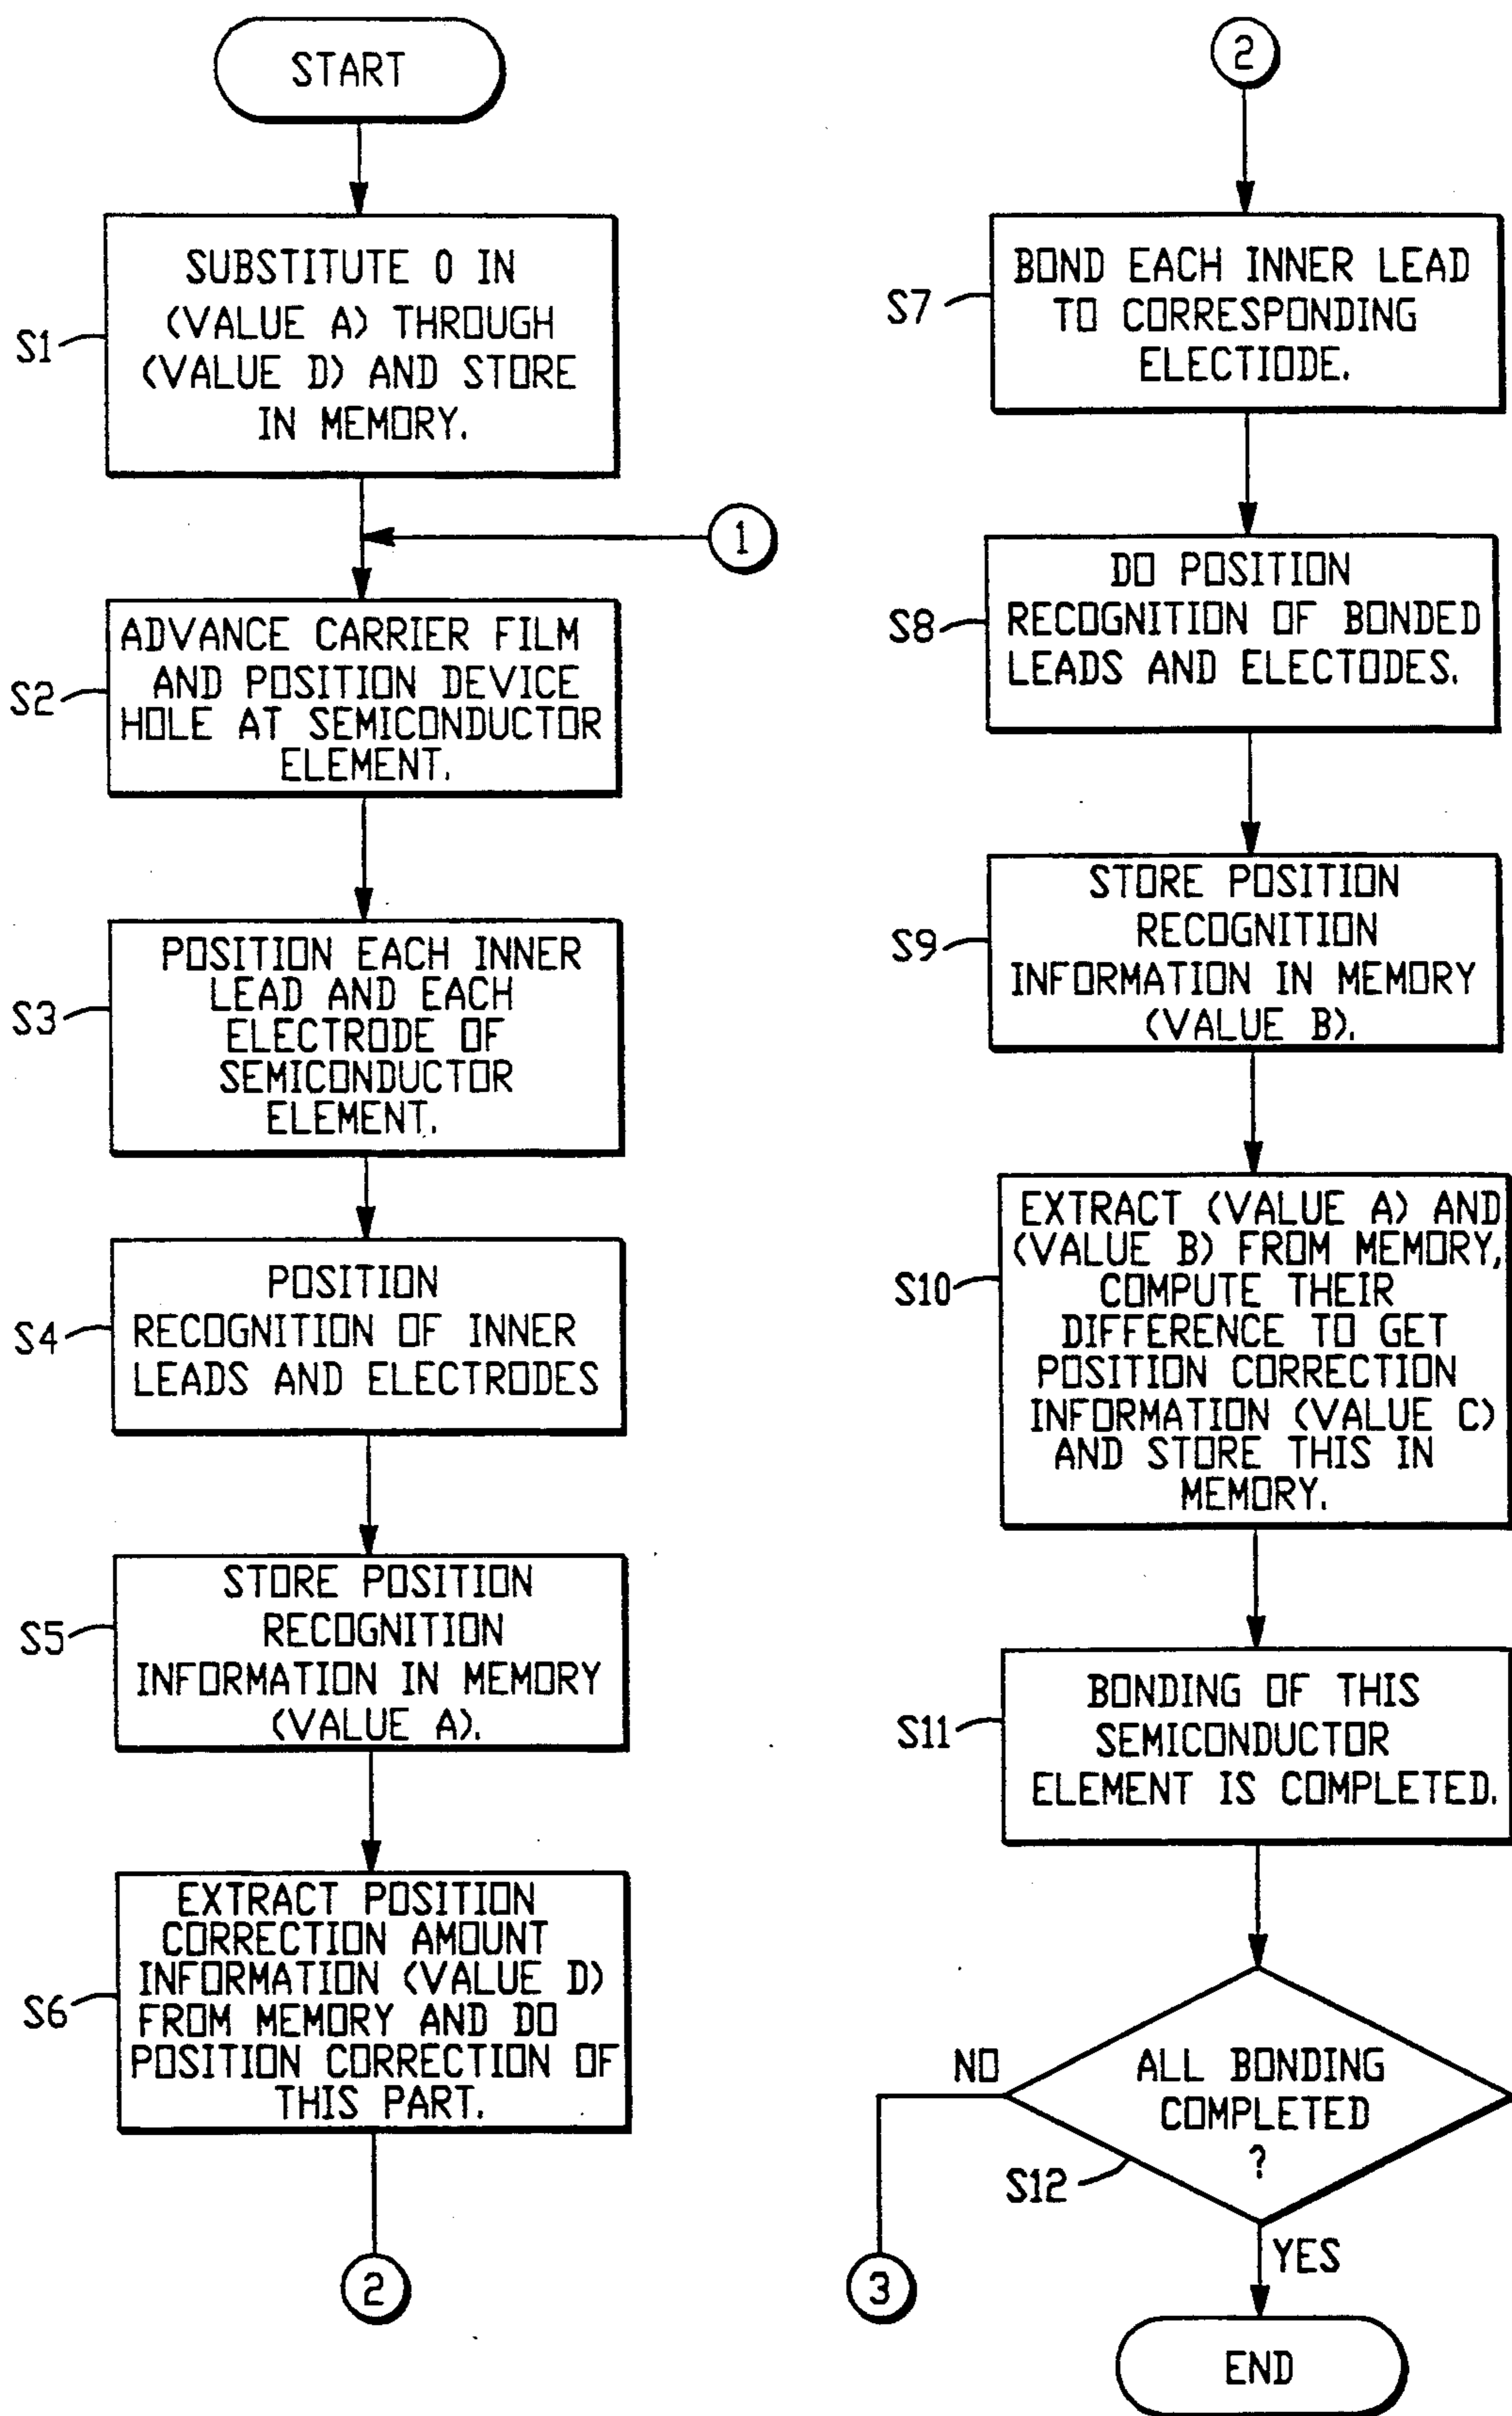 START
S1
SUBSTITUTE 0 IN
(VALUE A) THROUGH
(VALUE D) AND STORE
IN MEMORY.
1
S2
ADVANCE CARRIER FILM
AND POSITION DEVICE
HOLE AT SEMICONDUCTOR
ELEMENT.
S3
POSITION EACH INNER
LEAD AND EACH
ELECTRODE OF
SEMICONDUCTOR
ELEMENT.
S4
POSITION
RECOGNITION OF INNER
LEADS AND ELECTRODES
S5
STORE POSITION
RECOGNITION
INFORMATION IN MEMORY
(VALUE A).
S6
EXTRACT POSITION
CORRECTION AMOUNT
INFORMATION (VALUE D)
FROM MEMORY AND DO
POSITION CORRECTION OF
THIS PART.
2
2
S7
BOND EACH INNER LEAD
TO CORRESPONDING
ELECTIODE.
S8
DO POSITION
RECOGNITION OF BONDED
LEADS AND ELECTODES.
S9
STORE POSITION
RECOGNITION
INFORMATION IN MEMORY
(VALUE B).
S10
EXTRACT (VALUE A) AND
(VALUE B) FROM MEMORY,
COMPUTE THEIR
DIFFERENCE TO GET
POSITION CORRECTION
INFORMATION (VALUE C)
AND STORE THIS IN
MEMORY.
S11
BONDING OF THIS
SEMICONDUCTOR
ELEMENT IS COMPLETED.
NO
ALL BONDING
COMPLETED
?
S12
YES
3
END